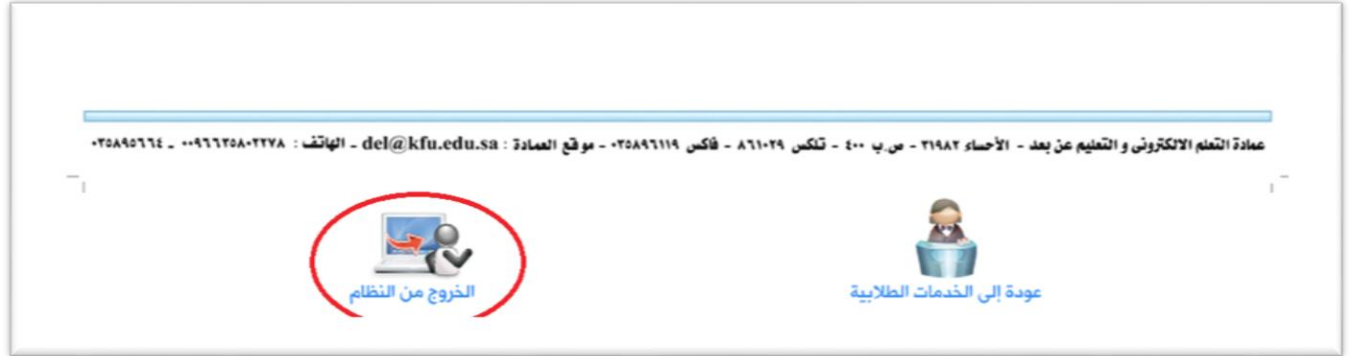 عمادة التعلم الالكترونى و التعليم عن بعد - الأحساء ٣١٩٨٢ - ص.ب ٤٠٠ - تلكس ٨٦١٠٢٩ - فاكس ٠٣٥٨٩٦١١٩ - موقع العمادة : del@kfu.edu.sa - الهاتف : ٠٠٩٦٦٣٥٨٠٢٢٧٨ _ ٠٣٥٨٩٥٦٦٤
عودة إلى الخدمات الطلابية
الخروج من النظام